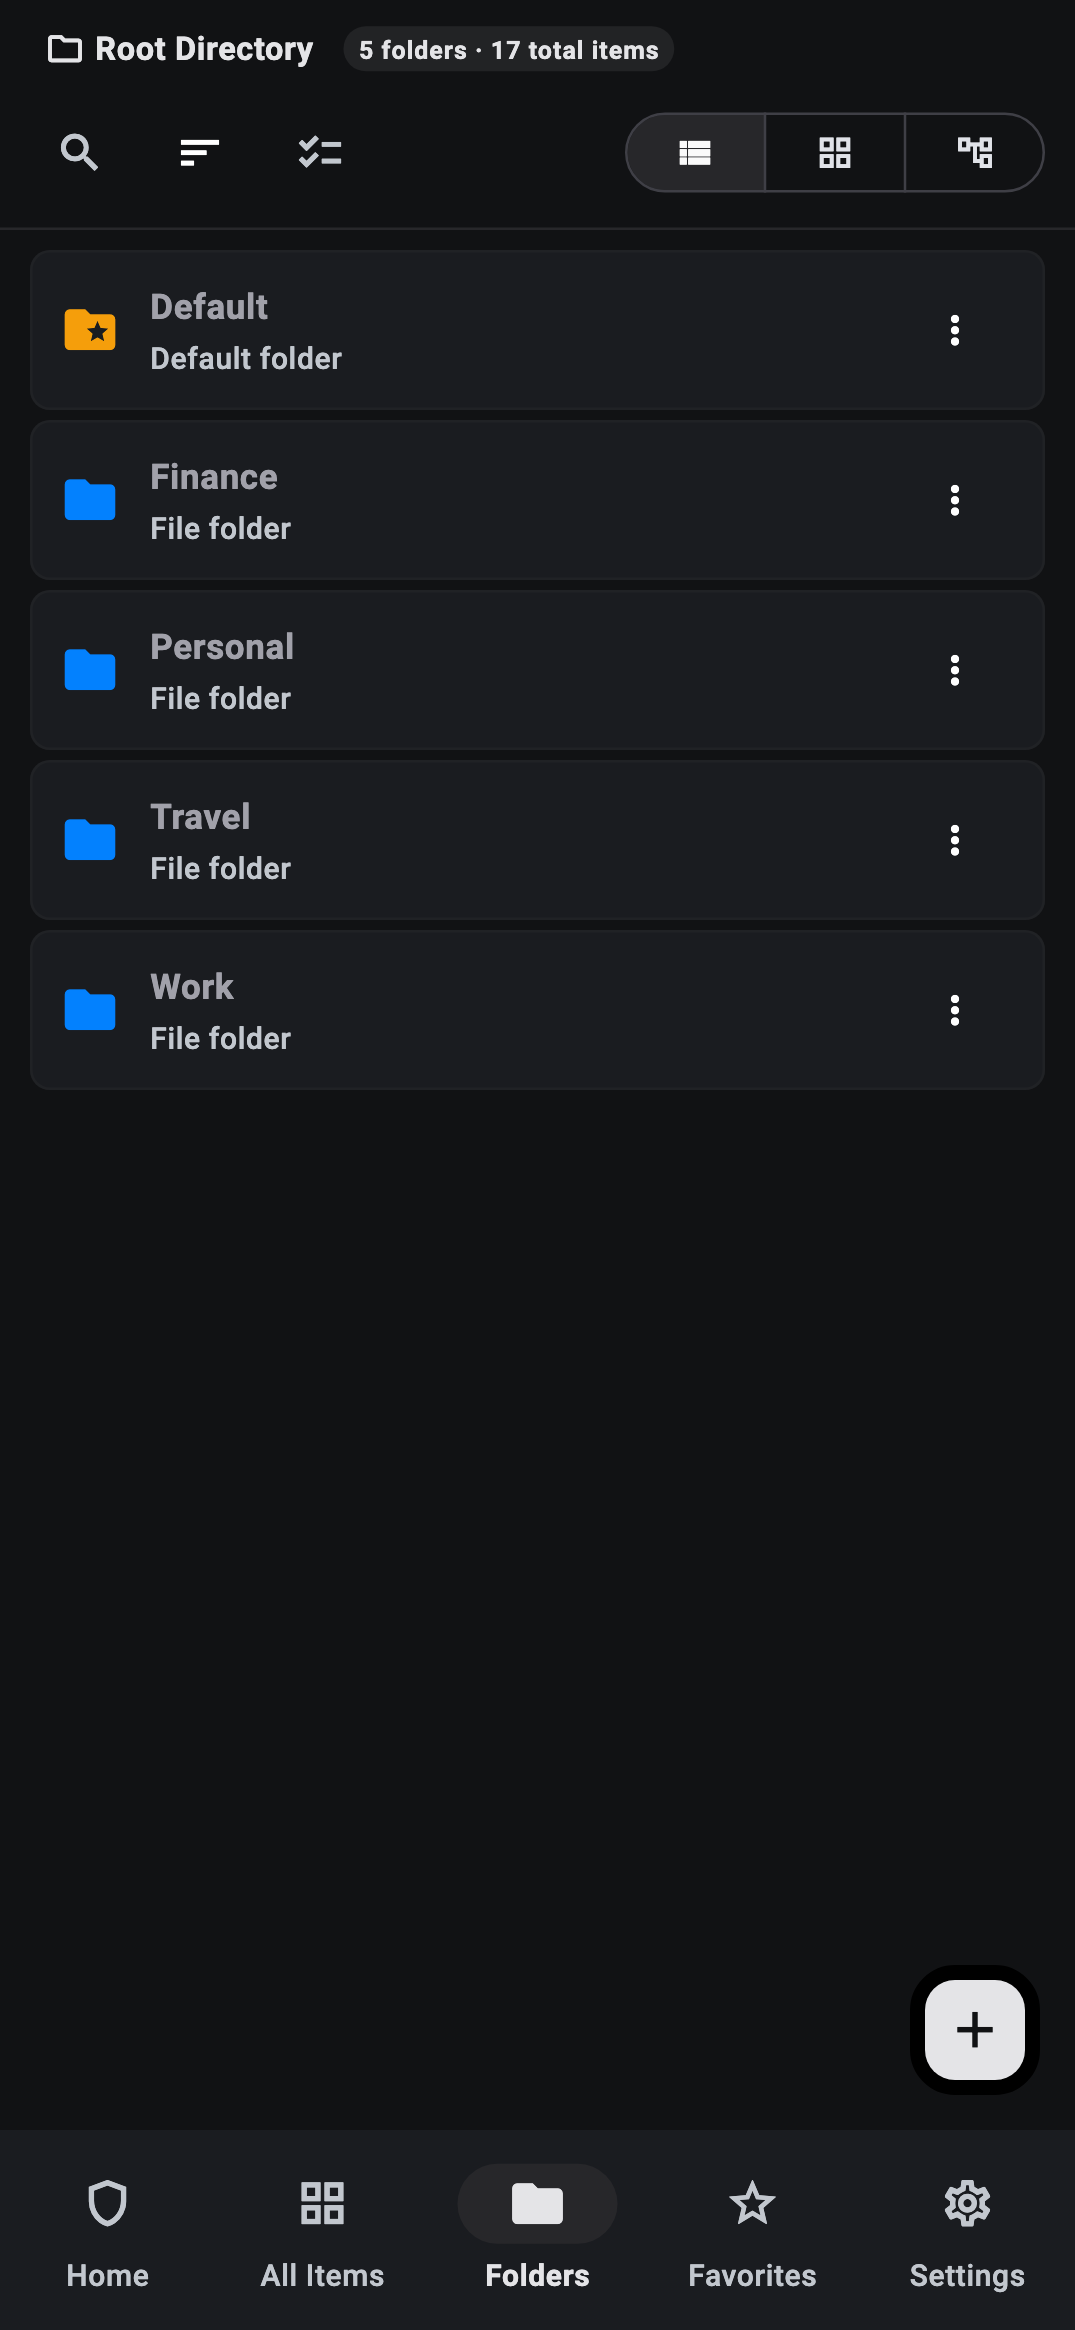 Root Directory
5 folders · 17 total items
Default
Default folder
Finance
File folder
Personal
File folder
Travel
File folder
Work
File folder
Home
All Items
Folders
Favorites
Settings